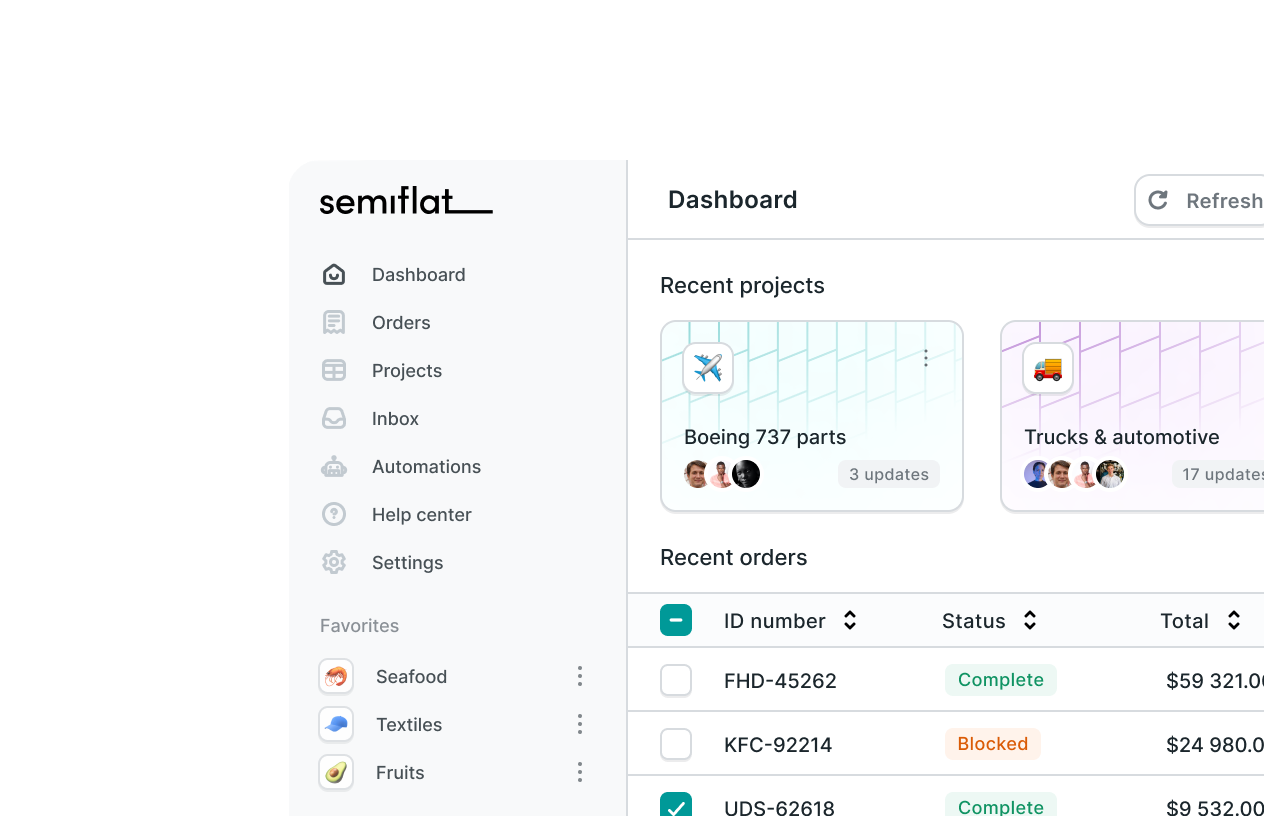 semiflat
Dashboard
Orders
Projects
Inbox
Automations
Help center
Settings
Favorites
Seafood
Textiles
Fruits
Dashboard
Refresh
Recent projects
Boeing 737 parts
3 updates
Trucks & automotive
17 updates
Recent orders
ID number Status Total
FHD-45262 Complete $59 321.0
KFC-92214 Blocked $24 980.0
UDS-62618 Complete $9 532.00